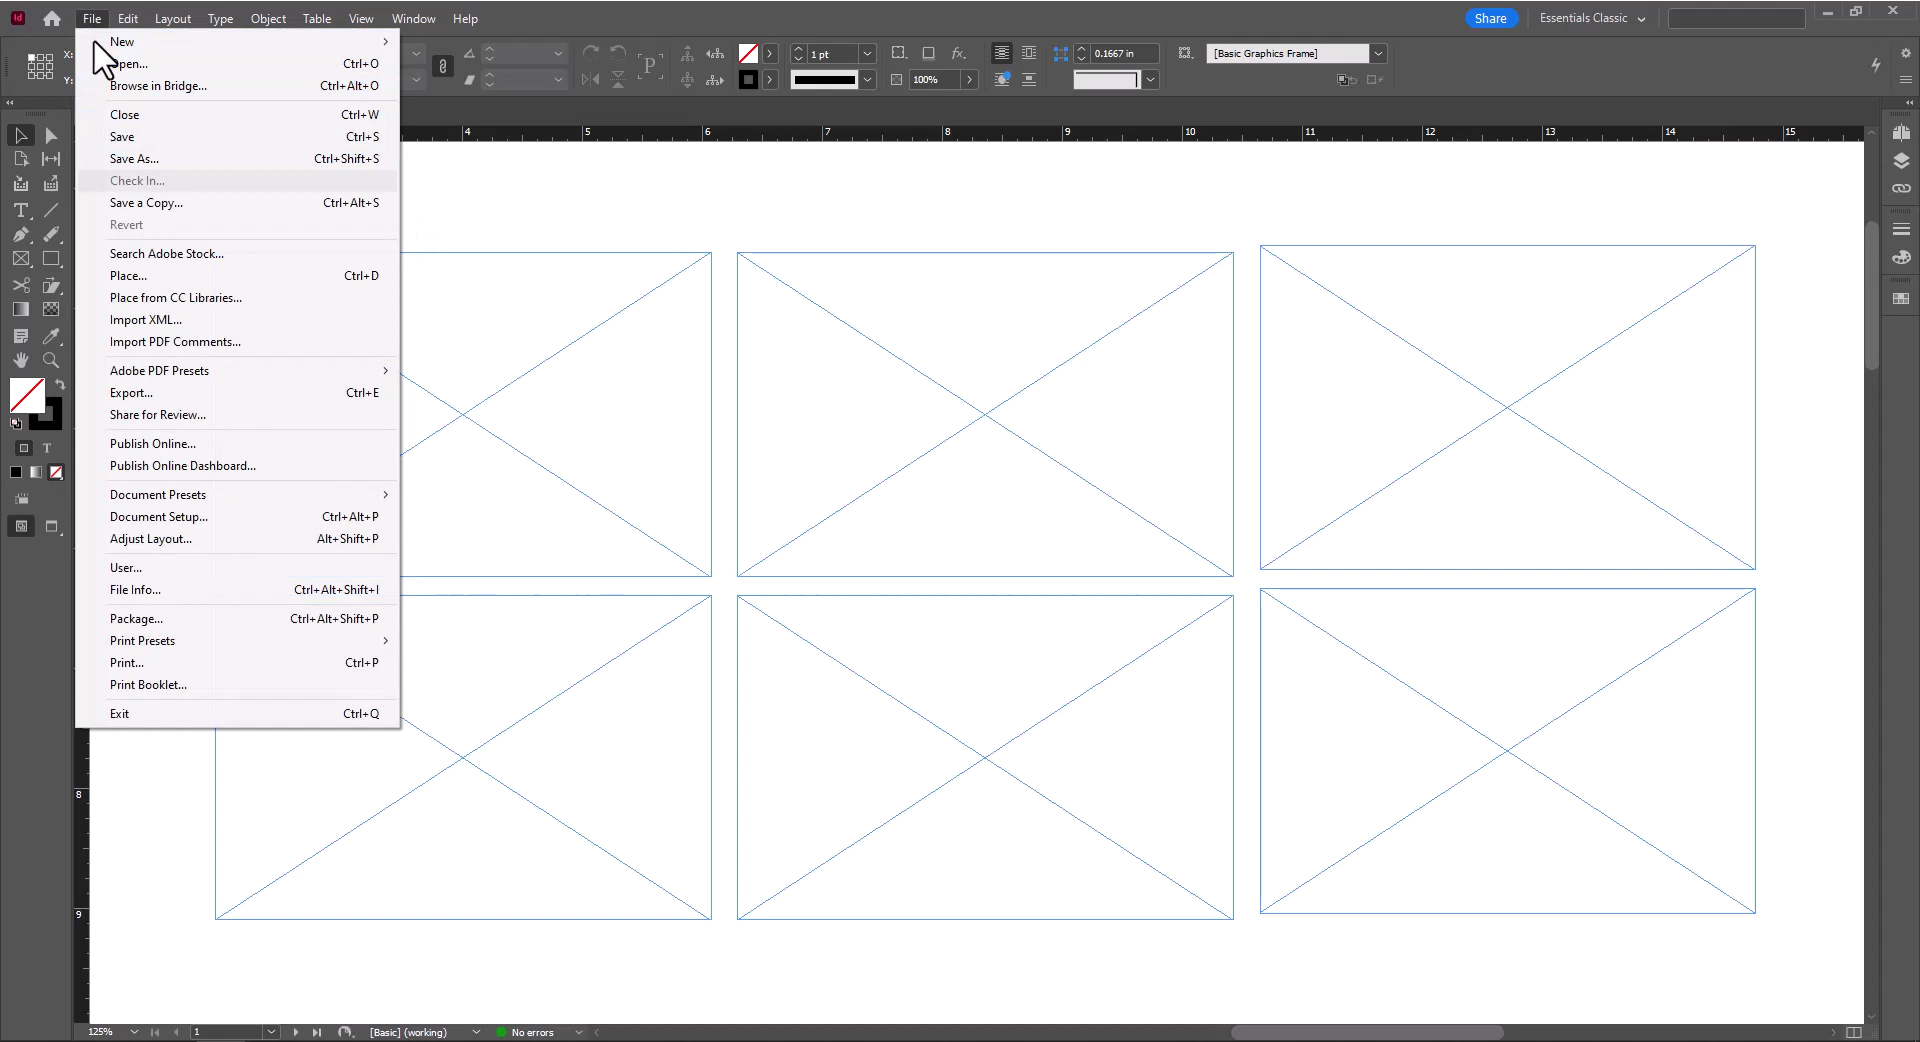 Id File Edit Layout Type Object Table View Window Help Share Essentials Classic
X: 1 pt fx. 0.1667 in [Basic Graphics Frame]
Y: P 100%
New
Open...	Ctrl+O
Browse in Bridge...	Ctrl+Alt+O
Close	Ctrl+W
Save	Ctrl+S
Save As...	Ctrl+Shift+S
Check In...
Save a Copy...	Ctrl+Alt+S
Revert
Search Adobe Stock...
Place...	Ctrl+D
Place from CC Libraries...
Import XML...
Import PDF Comments...
Adobe PDF Presets
Export...	Ctrl+E
Share for Review...
Publish Online...
Publish Online Dashboard...
Document Presets
Document Setup...	Ctrl+Alt+P
Adjust Layout...	Alt+Shift+P
User...
File Info...	Ctrl+Alt+Shift+I
Package...	Ctrl+Alt+Shift+P
Print Presets
Print...	Ctrl+P
Print Booklet...
Exit	Ctrl+Q
4 5 6 7 8 9 10 11 12 13 14 15
T
T
8
9
125% 1 [Basic] (working) No errors